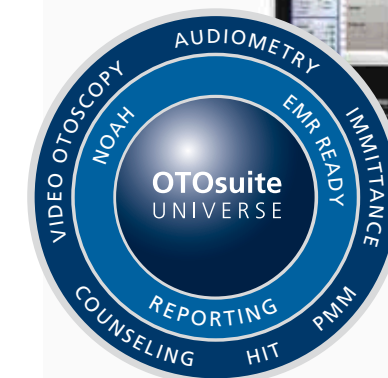 AUDIOMETRY
IMMITTANCE
PMM
HIT
COUNSELING
VIDEO OTOSCOPY
NOAH
EMR READY
REPORTING
OTOsuite
UNIVERSE